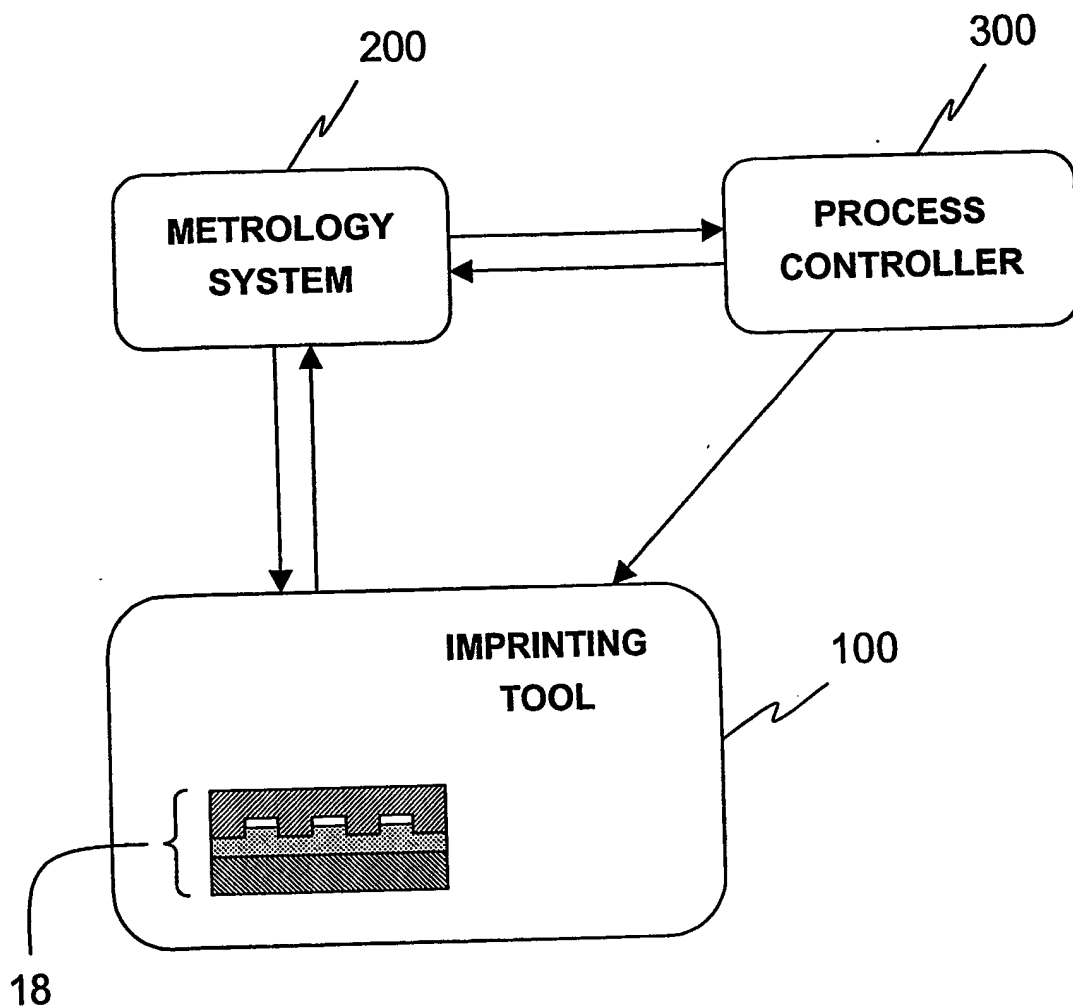 200
300
METROLOGY
SYSTEM
PROCESS
CONTROLLER
IMPRINTING
TOOL
100
18